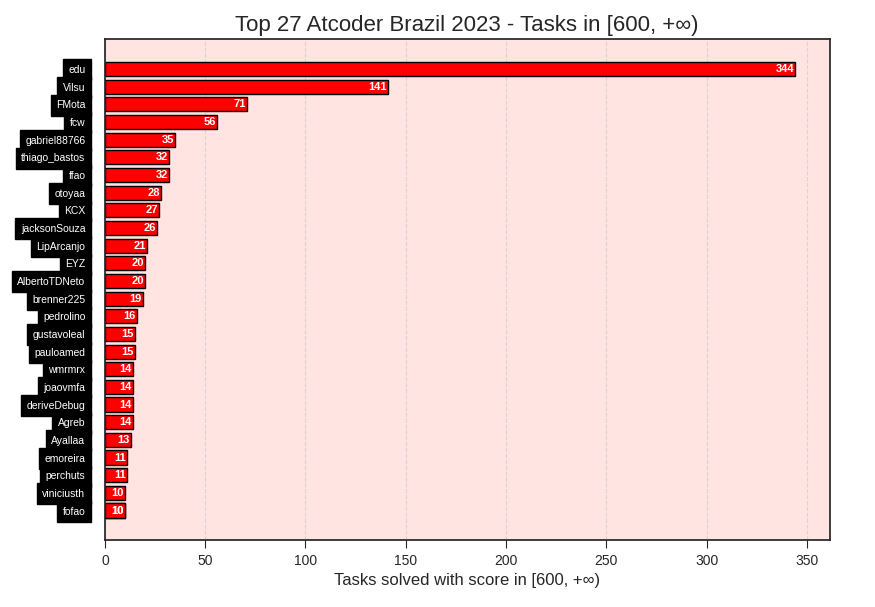 Top 27 Atcoder Brazil 2023 - Tasks in [600, +∞)
edu 344
Vilsu 141
FMota 71
fcw 56
gabriel88766 35
thiago_bastos 32
ffao 32
otoyaa 28
KCX 27
jacksonSouza 26
LipArcanjo 21
EYZ 20
AlbertoTDNeto 20
brenner225 19
pedrolino 16
gustavoleal 15
pauloamed 15
wmrmrx 14
joaovmfa 14
deriveDebug 14
Agreb 14
Ayallaa 13
emoreira 11
perchuts 11
viniciusth 10
fofao 10
0 50 100 150 200 250 300 350
Tasks solved with score in [600, +∞)